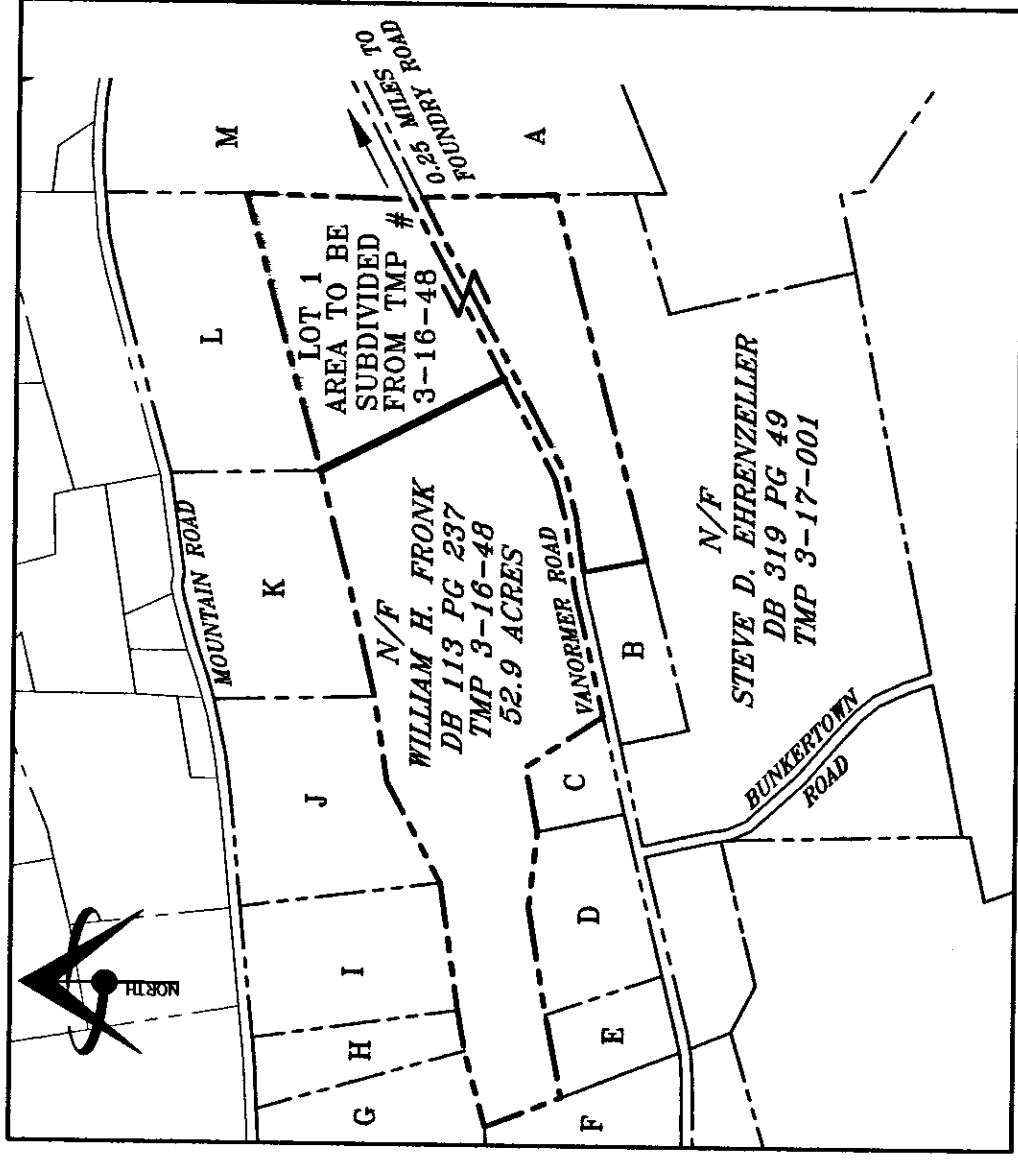 NORTH
MOUNTAIN ROAD
G
H
I
J
K
L
M
LOT 1
AREA TO BE
SUBDIVIDED
FROM TMP #
3-16-48
0.25 MILES TO
FOUNDRY ROAD
N/F
WILLIAM H. FRONK
DB 113 PG 237
TMP 3-16-48
52.9 ACRES
VANORMER ROAD
F
E
D
C
B
A
BUNKERTOWN
ROAD
N/F
STEVE D. EHRENZELLER
DB 319 PG 49
TMP 3-17-001